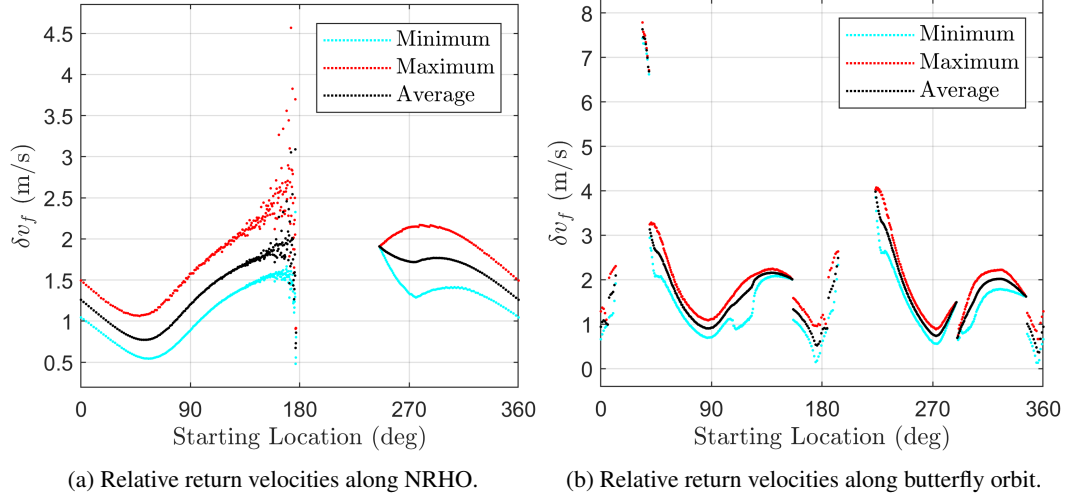 4.5
4
3.5
3
2.5
2
1.5
1
0.5
δv_f (m/s)
Minimum
Maximum
Average
0 90 180 270 360
Starting Location (deg)
(a) Relative return velocities along NRHO.
8
7
6
5
4
3
2
1
0
δv_f (m/s)
Minimum
Maximum
Average
0 90 180 270 360
Starting Location (deg)
(b) Relative return velocities along butterfly orbit.